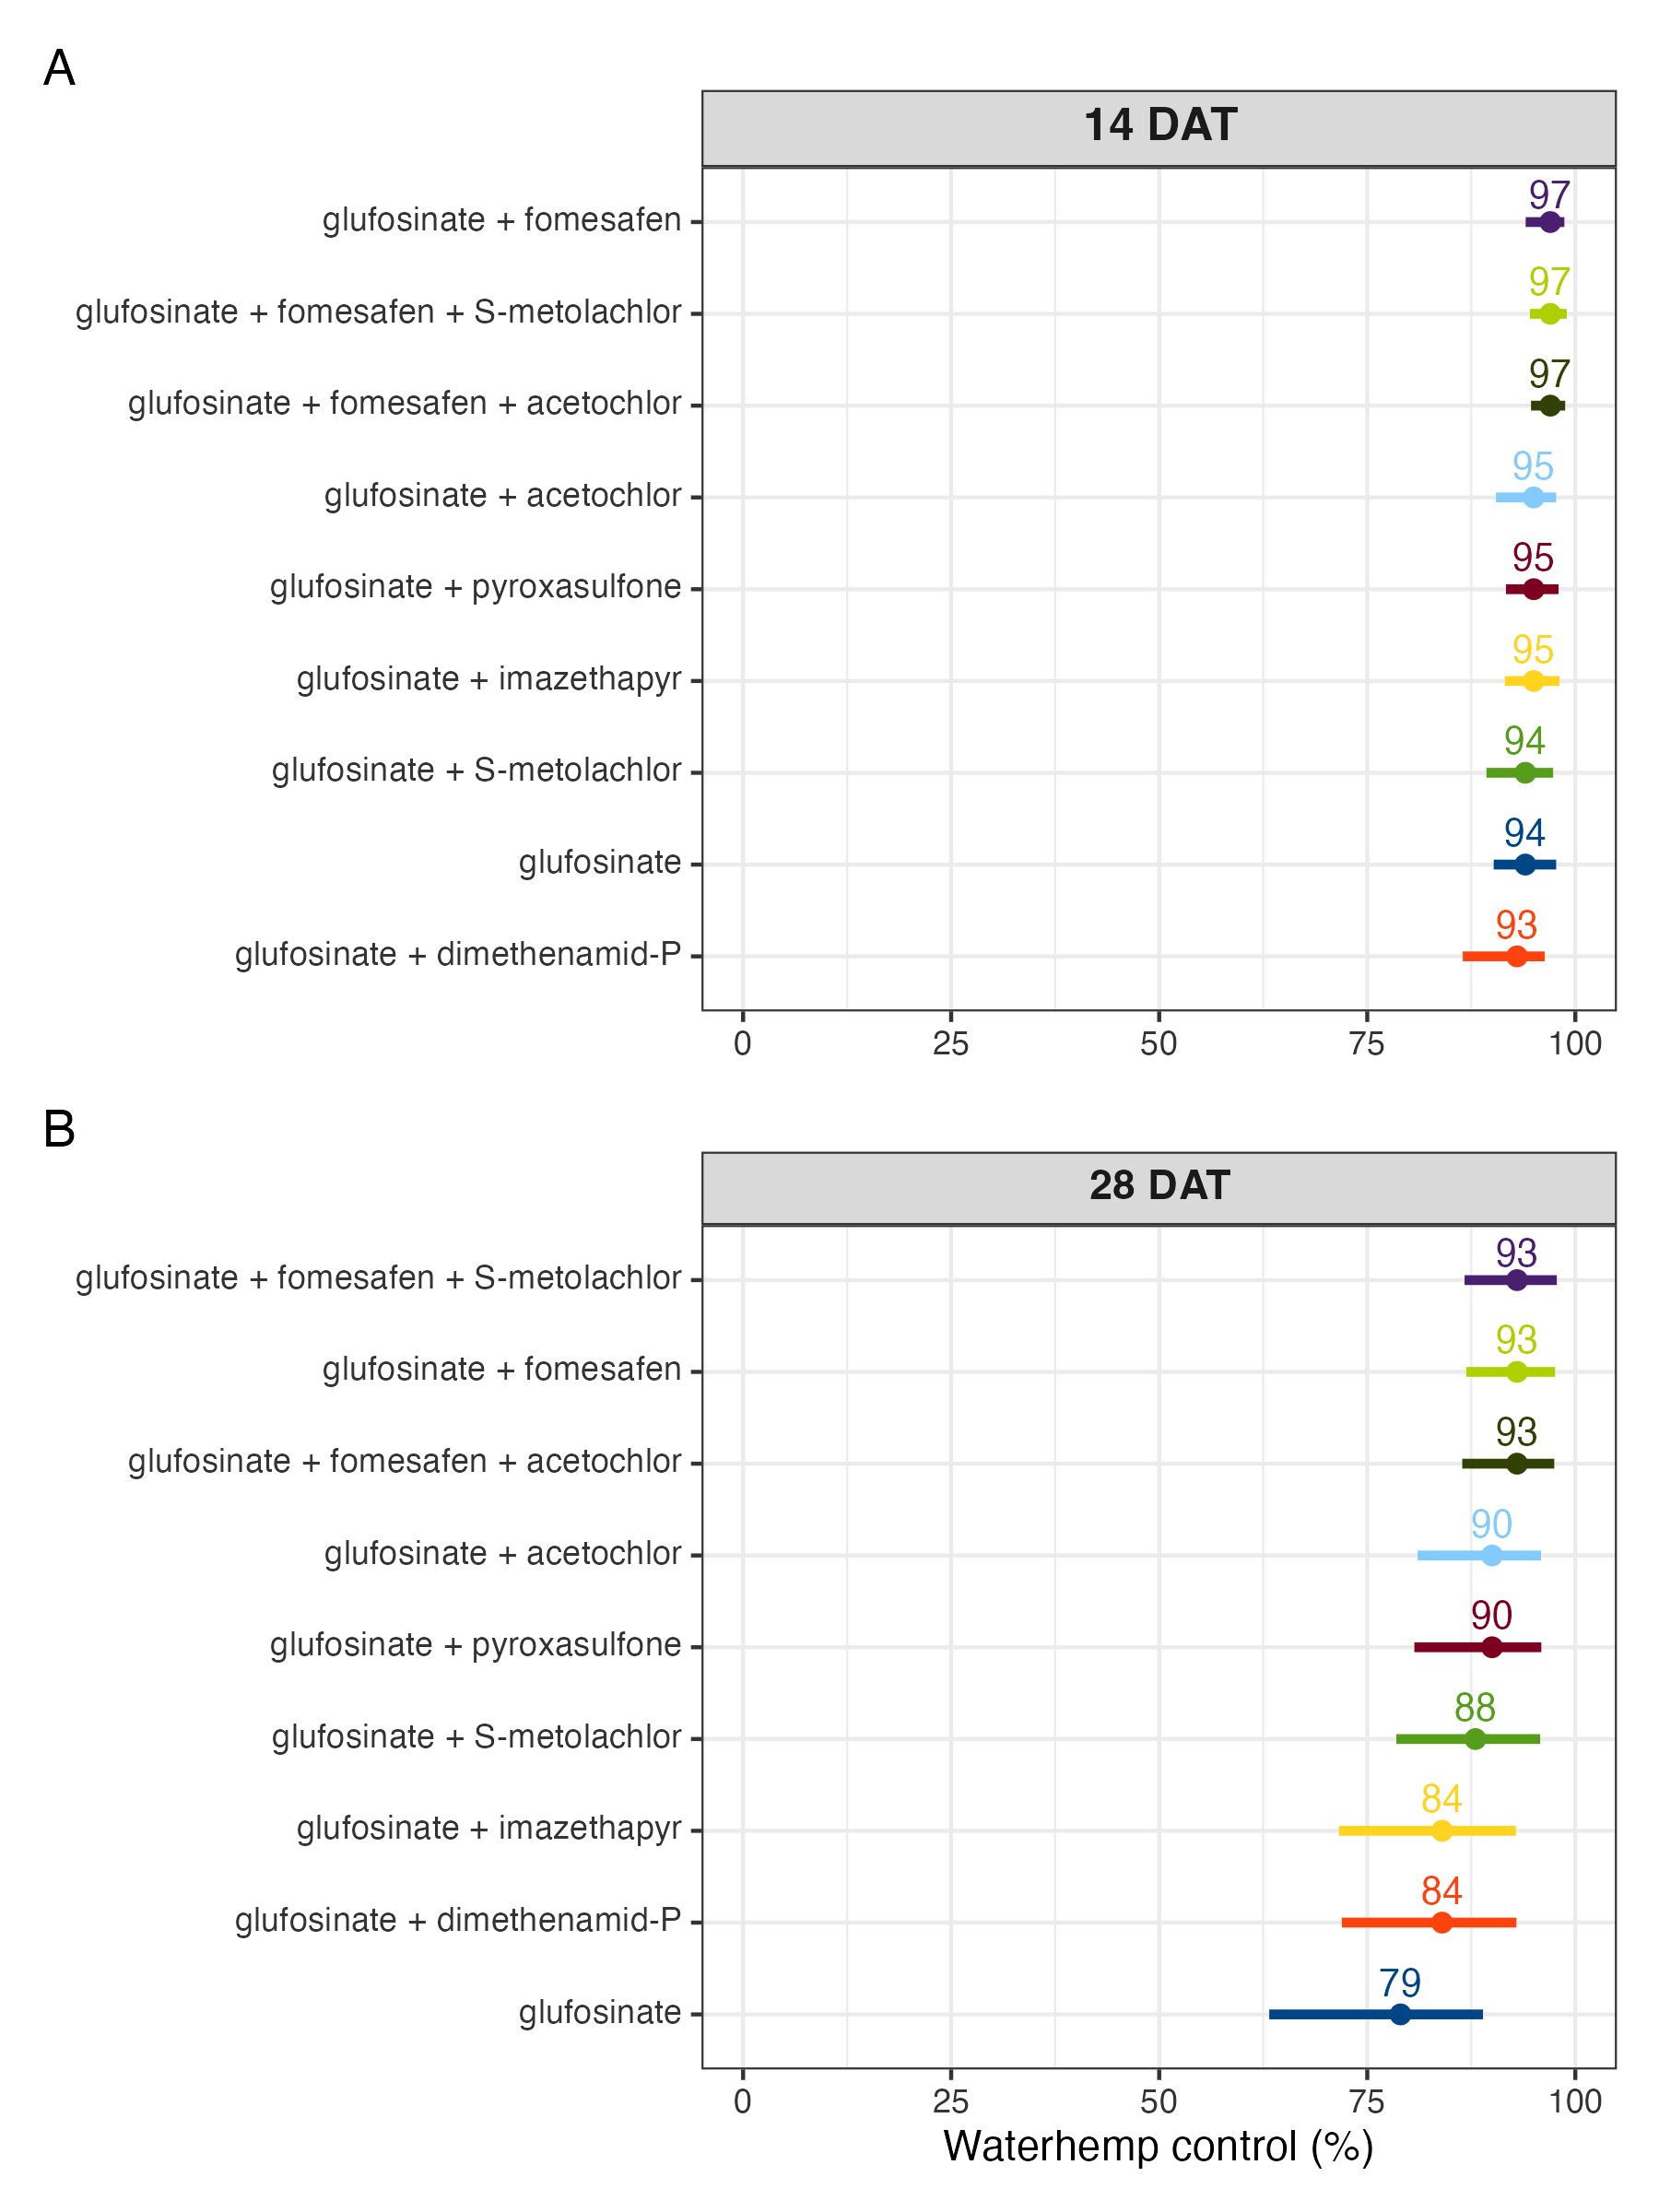 A
14 DAT
97
glufosinate + fomesafen
97
glufosinate + fomesafen + S-metolachlor
97
glufosinate + fomesafen + acetochlor
95
glufosinate + acetochlor
95
glufosinate + pyroxasulfone
95
glufosinate + imazethapyr
94
glufosinate + S-metolachlor
94
glufosinate
93
glufosinate + dimethenamid-P
0 25 50 75 100
B
28 DAT
93
glufosinate + fomesafen + S-metolachlor
93
glufosinate + fomesafen
93
glufosinate + fomesafen + acetochlor
90
glufosinate + acetochlor
90
glufosinate + pyroxasulfone
88
glufosinate + S-metolachlor
84
glufosinate + imazethapyr
84
glufosinate + dimethenamid-P
79
glufosinate
0 25 50 75 100
Waterhemp control (%)